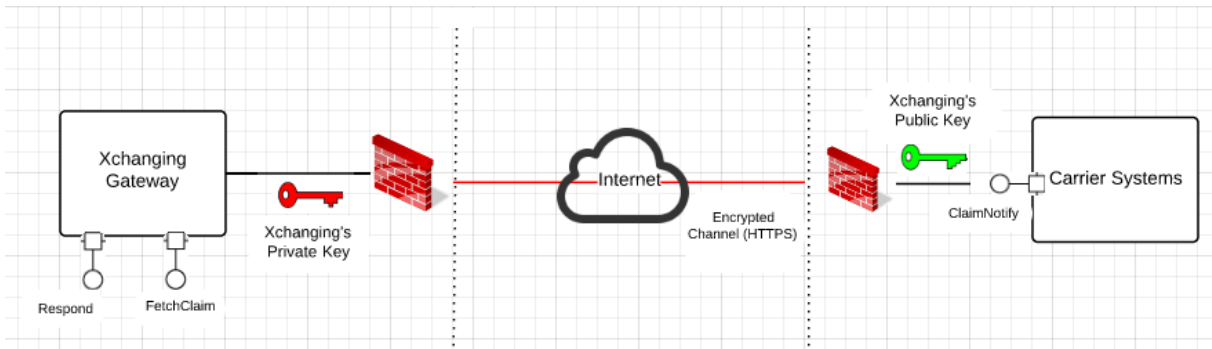 Xchanging
Gateway
Xchanging's
Private Key
Respond
FetchClaim
Internet
Encrypted
Channel (HTTPS)
Xchanging's
Public Key
ClaimNotify
Carrier Systems